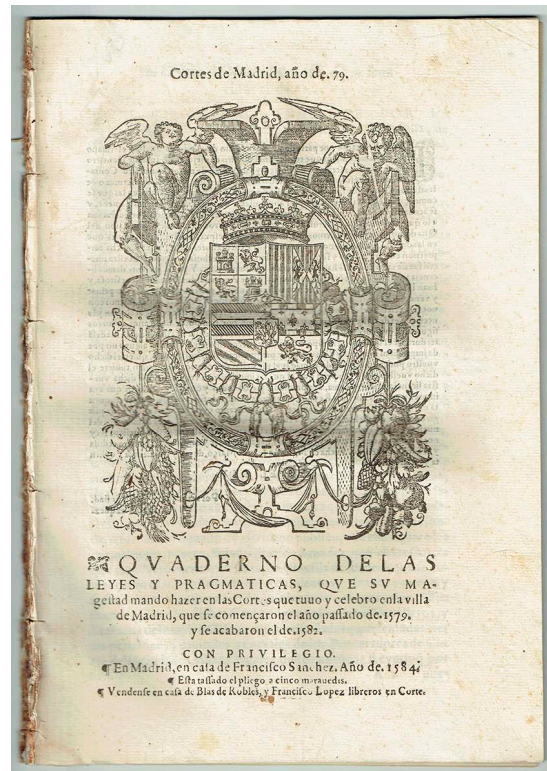 Cortes de Madrid, año de. 79.
QVADERNO DELAS
LEYES Y PRAGMATICAS, QVE SV MA-
gestad mando hazer en las Cortes que tuuo y celebro enla villa
de Madrid, que se començaron el año passado de. 1579.
y se acabaron el de. 1582.
CON PRIVILEGIO.
¶ En Madrid, en casa de Francisco Sanchez. Año de. 1584.
¶ Esta tassado el pliego a cinco marauedis.
¶ Vendense en casa de Blas de Robles, y Francisco Lopez libreros en Corte.